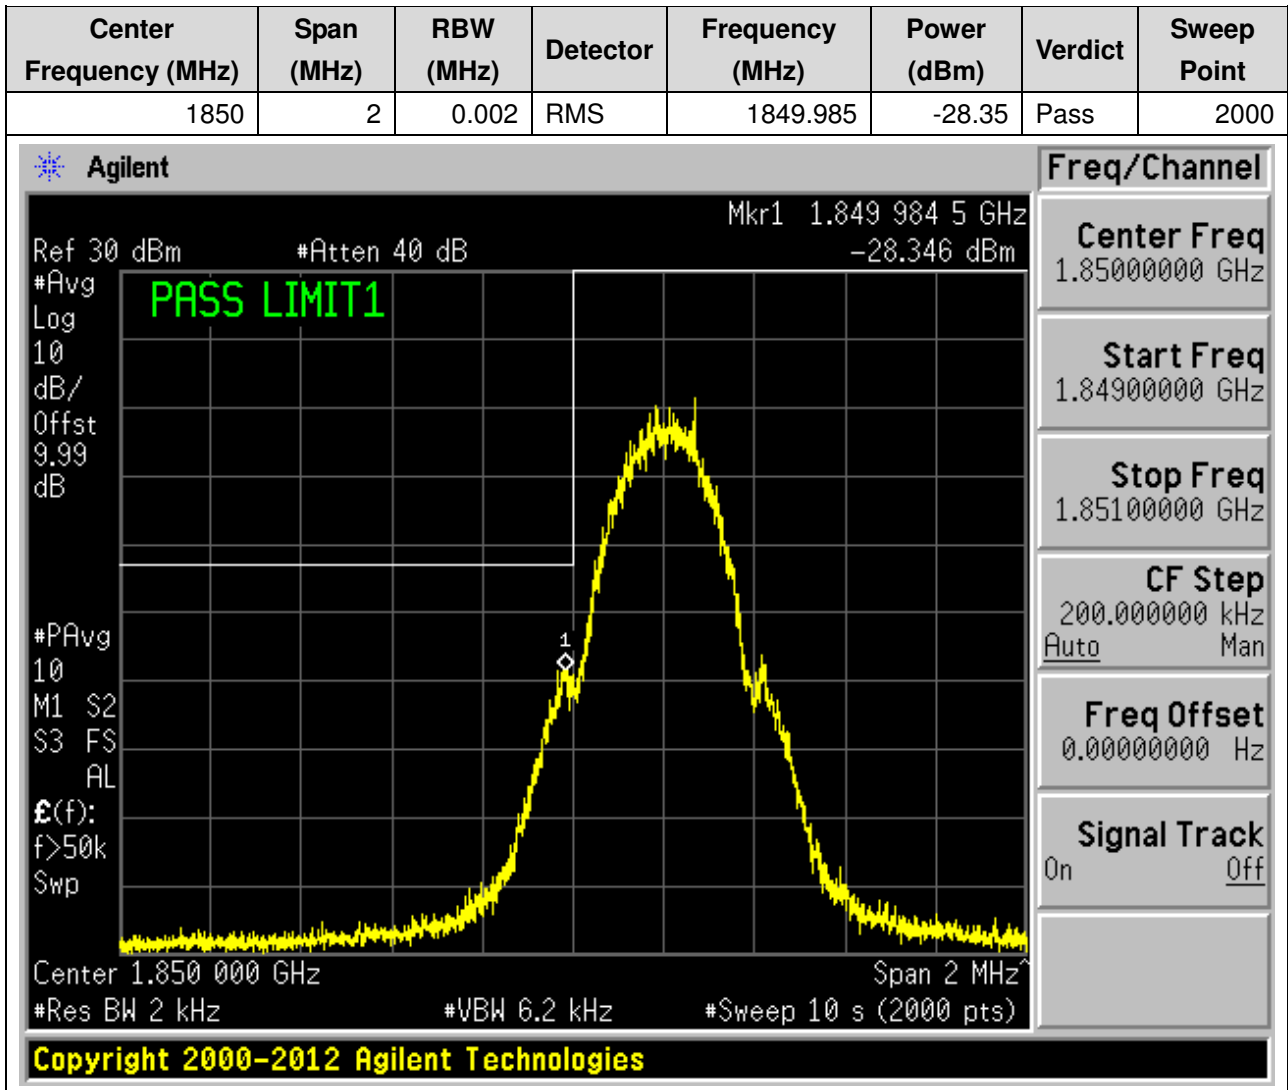 Center Frequency (MHz) Span (MHz) RBW (MHz) Detector Frequency (MHz) Power (dBm) Verdict Sweep Point
1850 2 0.002 RMS 1849.985 -28.35 Pass 2000
Agilent
Freq/Channel
Mkr1 1.849 984 5 GHz
Ref 30 dBm #Atten 40 dB -28.346 dBm
#Avg
Log
10
dB/
Offst
9.99
dB
PASS LIMIT1
1
#PAvg
10
M1 S2
S3 FS
AL
£(f):
f>50k
Swp
Center 1.850 000 GHz Span 2 MHz^
#Res BW 2 kHz #VBW 6.2 kHz #Sweep 10 s (2000 pts)
Center Freq
1.85000000 GHz
Start Freq
1.84900000 GHz
Stop Freq
1.85100000 GHz
CF Step
200.000000 kHz
Auto Man
Freq Offset
0.00000000 Hz
Signal Track
On Off
Copyright 2000-2012 Agilent Technologies